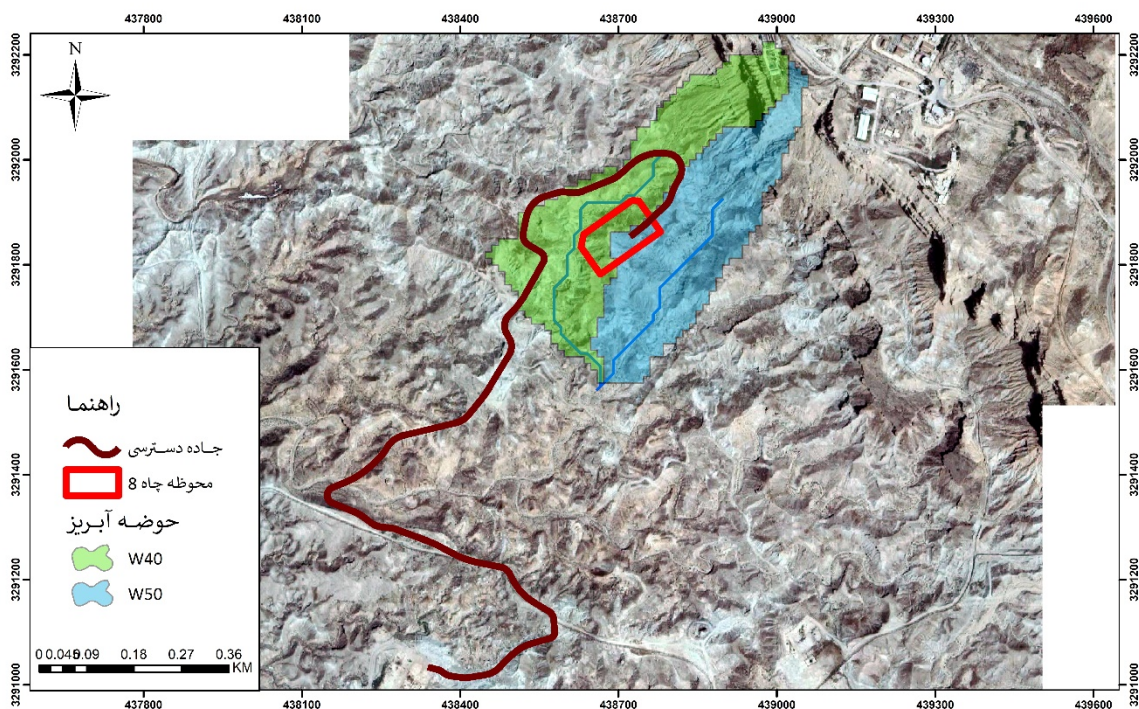 437800 438100 438400 438700 439000 439300 439600
N
3292200 3292200
3292000 3292000
3291800 3291800
3291600 3291600
3291400 3291400
3291200 3291200
3291000 3291000
راهنما
جاده دسترسی
محوظه چاه 8
حوضه آبریز
W40
W50
0 0.045 0.09 0.18 0.27 0.36
KM
437800 438100 438400 438700 439000 439300 439600